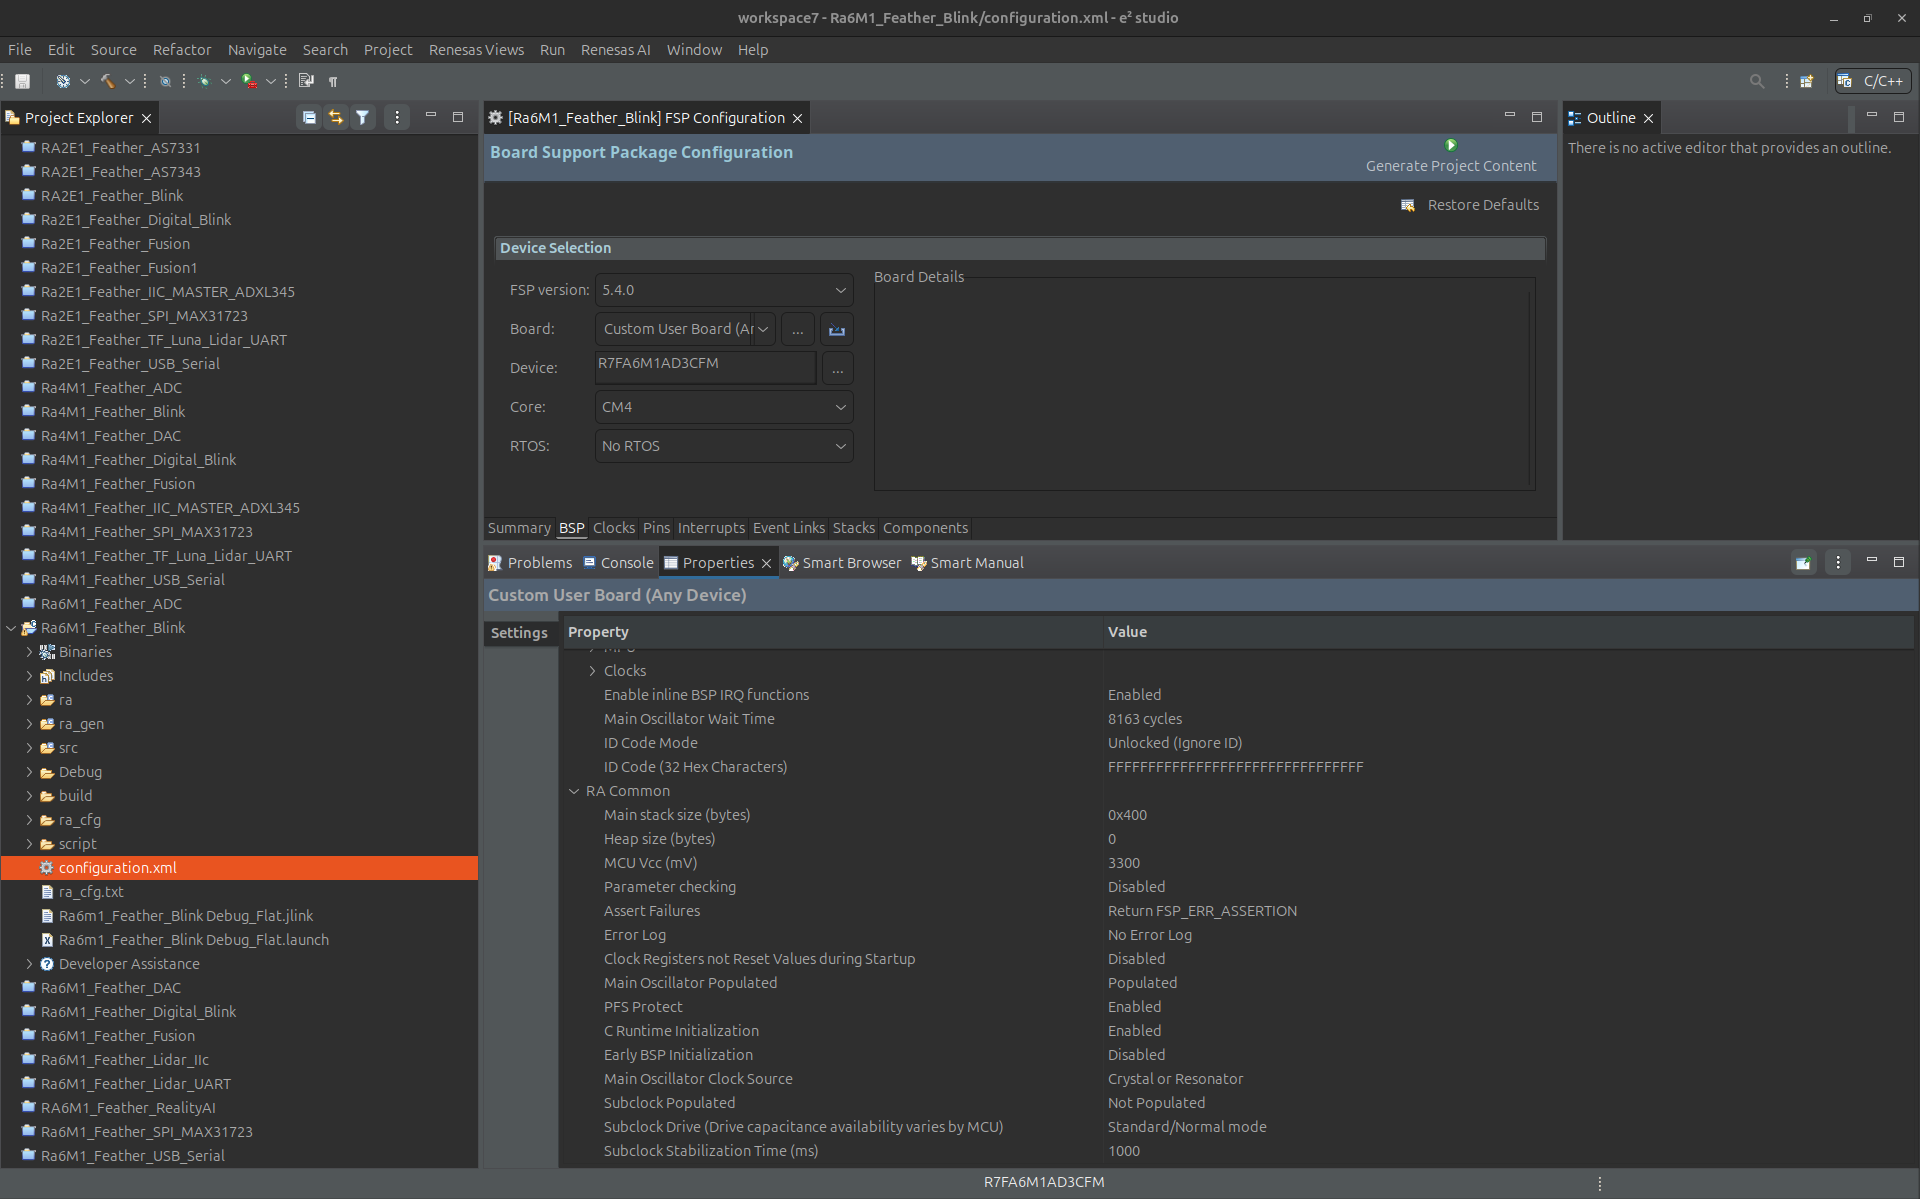 workspace7 - Ra6M1_Feather_Blink/configuration.xml - e² studio
File Edit Source Refactor Navigate Search Project Renesas Views Run Renesas AI Window Help
C/C++
Project Explorer
RA2E1_Feather_AS7331
RA2E1_Feather_AS7343
RA2E1_Feather_Blink
Ra2E1_Feather_Digital_Blink
Ra2E1_Feather_Fusion
Ra2E1_Feather_Fusion1
Ra2E1_Feather_IIC_MASTER_ADXL345
Ra2E1_Feather_SPI_MAX31723
Ra2E1_Feather_TF_Luna_Lidar_UART
Ra2E1_Feather_USB_Serial
Ra4M1_Feather_ADC
Ra4M1_Feather_Blink
Ra4M1_Feather_DAC
Ra4M1_Feather_Digital_Blink
Ra4M1_Feather_Fusion
Ra4M1_Feather_IIC_MASTER_ADXL345
Ra4M1_Feather_SPI_MAX31723
Ra4M1_Feather_TF_Luna_Lidar_UART
Ra4M1_Feather_USB_Serial
Ra6M1_Feather_ADC
Ra6M1_Feather_Blink
Binaries
Includes
ra
ra_gen
src
Debug
build
ra_cfg
script
configuration.xml
ra_cfg.txt
Ra6m1_Feather_Blink Debug_Flat.jlink
Ra6m1_Feather_Blink Debug_Flat.launch
Developer Assistance
Ra6M1_Feather_DAC
Ra6M1_Feather_Digital_Blink
Ra6M1_Feather_Fusion
Ra6M1_Feather_Lidar_IIc
Ra6M1_Feather_Lidar_UART
RA6M1_Feather_RealityAI
Ra6M1_Feather_SPI_MAX31723
Ra6M1_Feather_USB_Serial
[Ra6M1_Feather_Blink] FSP Configuration
Board Support Package Configuration
Generate Project Content
Restore Defaults
Device Selection
FSP version: 5.4.0
Board: Custom User Board (Ar ...
Device: R7FA6M1AD3CFM ...
Core: CM4
RTOS: No RTOS
Board Details
Summary BSP Clocks Pins Interrupts Event Links Stacks Components
Outline
There is no active editor that provides an outline.
Problems Console Properties Smart Browser Smart Manual
Custom User Board (Any Device)
Settings
Property Value
Clocks
Enable inline BSP IRQ functions Enabled
Main Oscillator Wait Time 8163 cycles
ID Code Mode Unlocked (Ignore ID)
ID Code (32 Hex Characters) FFFFFFFFFFFFFFFFFFFFFFFFFFFFFFFF
RA Common
Main stack size (bytes) 0x400
Heap size (bytes) 0
MCU Vcc (mV) 3300
Parameter checking Disabled
Assert Failures Return FSP_ERR_ASSERTION
Error Log No Error Log
Clock Registers not Reset Values during Startup Disabled
Main Oscillator Populated Populated
PFS Protect Enabled
C Runtime Initialization Enabled
Early BSP Initialization Disabled
Main Oscillator Clock Source Crystal or Resonator
Subclock Populated Not Populated
Subclock Drive (Drive capacitance availability varies by MCU) Standard/Normal mode
Subclock Stabilization Time (ms) 1000
R7FA6M1AD3CFM